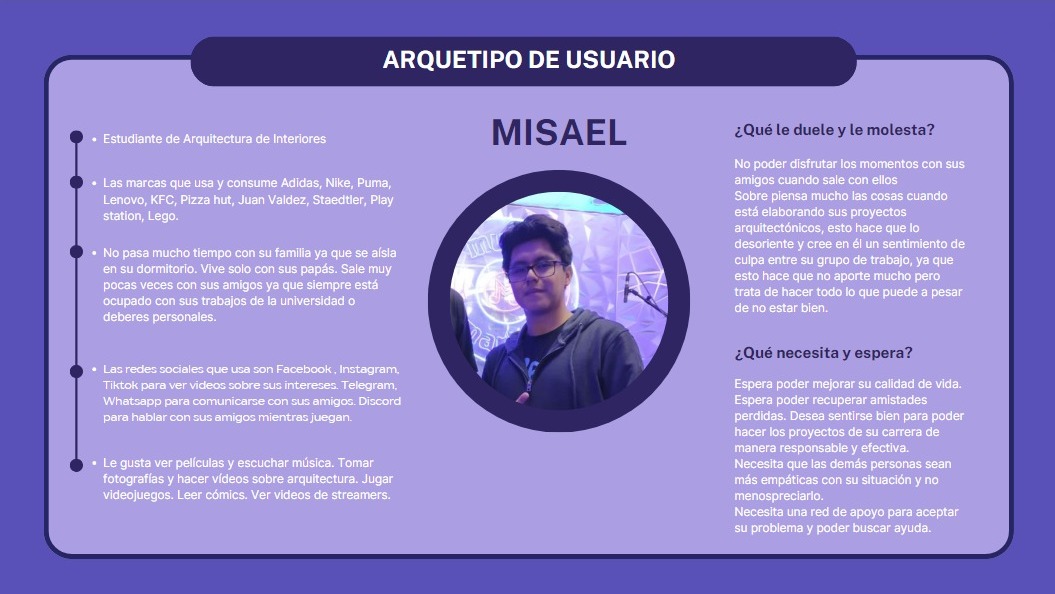 ARQUETIPO DE USUARIO
• Estudiante de Arquitectura de Interiores
• Las marcas que usa y consume Adidas, Nike, Puma,
Lenovo, KFC, Pizza hut, Juan Valdez, Staedtler, Play
station, Lego.
• No pasa mucho tiempo con su familia ya que se aísla
en su dormitorio. Vive solo con sus papás. Sale muy
pocas veces con sus amigos ya que siempre está
ocupado con sus trabajos de la universidad o
deberes personales.
• Las redes sociales que usa son Facebook , Instagram,
Tiktok para ver videos sobre sus intereses. Telegram,
Whatsapp para comunicarse con sus amigos. Discord
para hablar con sus amigos mientras juegan.
• Le gusta ver películas y escuchar música. Tomar
fotografías y hacer vídeos sobre arquitectura. Jugar
videojuegos. Leer cómics. Ver videos de streamers.
MISAEL
¿Qué le duele y le molesta?
No poder disfrutar los momentos con sus
amigos cuando sale con ellos
Sobre piensa mucho las cosas cuando
está elaborando sus proyectos
arquitectónicos, esto hace que lo
desoriente y cree en él un sentimiento de
culpa entre su grupo de trabajo, ya que
esto hace que no aporte mucho pero
trata de hacer todo lo que puede a pesar
de no estar bien.
¿Qué necesita y espera?
Espera poder mejorar su calidad de vida.
Espera poder recuperar amistades
perdidas. Desea sentirse bien para poder
hacer los proyectos de su carrera de
manera responsable y efectiva.
Necesita que las demás personas sean
más empáticas con su situación y no
menospreciarlo.
Necesita una red de apoyo para aceptar
su problema y poder buscar ayuda.